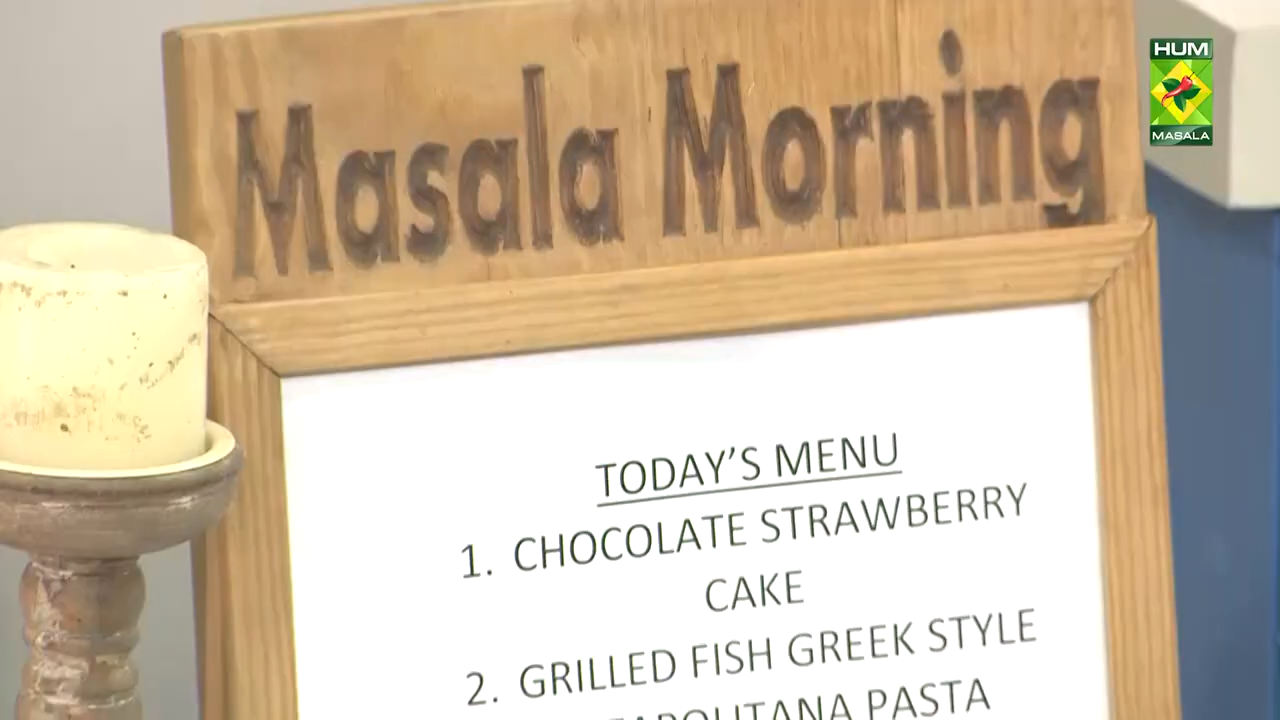 HUM
MASALA
Masala Morning
TODAY'S MENU
1. CHOCOLATE STRAWBERRY
CAKE
2. GRILLED FISH GREEK STYLE
PASTA